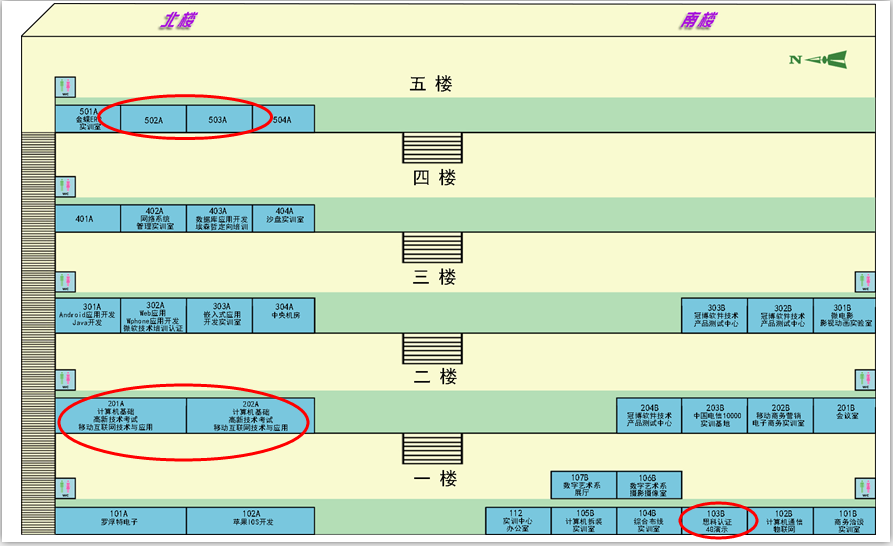 北楼
南楼
N
五 楼
501A
金蝶ERP
实训室
502A
503A
504A
四 楼
401A
402A
网络系统
管理实训室
403A
数据库应用开发
埃森哲定向培训
404A
沙盘实训室
三 楼
301A
Android应用开发
Java开发
302A
Web应用
Wphone应用开发
微软技术培训认证
303A
嵌入式应用
开发实训室
304A
中央机房
303B
冠博软件技术
产品测试中心
302B
冠博软件技术
产品测试中心
301B
微电影
影视动画实验室
二 楼
201A
计算机基础
高新技术考试
移动互联网技术与应用
202A
计算机基础
高新技术考试
移动互联网技术与应用
204B
冠博软件技术
产品测试中心
203B
中国电信10000
实训基地
202B
移动商务营销
电子商务实训室
201B
会议室
一 楼
107B
数字艺术系
展厅
106B
数字艺术系
摄影摄像室
101A
罗浮特电子
102A
苹果IOS开发
112
实训中心
办公室
105B
计算机拆装
实训室
104B
综合布线
实训室
103B
思科认证
4G演示
102B
计算机通信
物联网
101B
商务洽谈
实训室